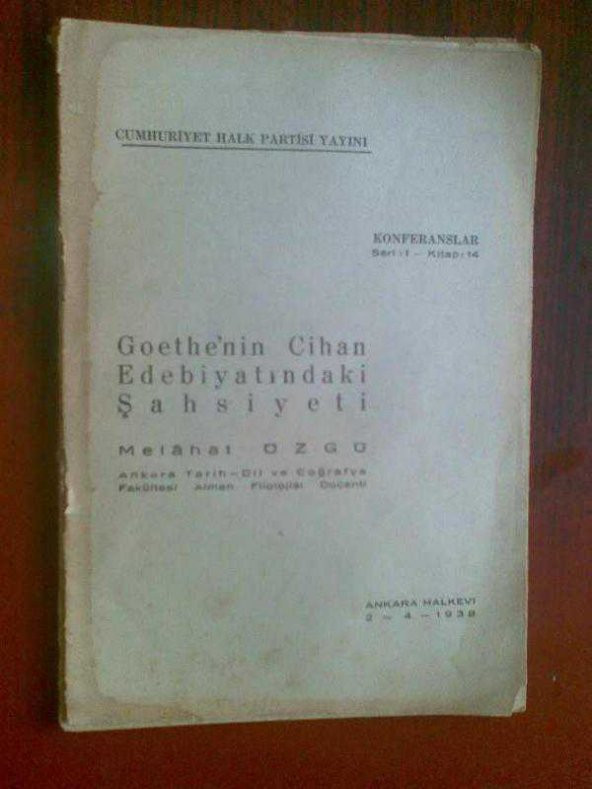 CUMHURİYET HALK PARTİSİ YAYINI
KONFERANSLAR
Seri:1 - Kitap:14
Goethe'nin Cihan
Edebiyatındaki
Şahsiyeti
Melâhat ÖZGÜ
Ankara Tarih-Dil ve Coğrafya
Fakültesi Alman Filolojisi Doçenti
ANKARA HALKEVİ
2 - 4 - 1938